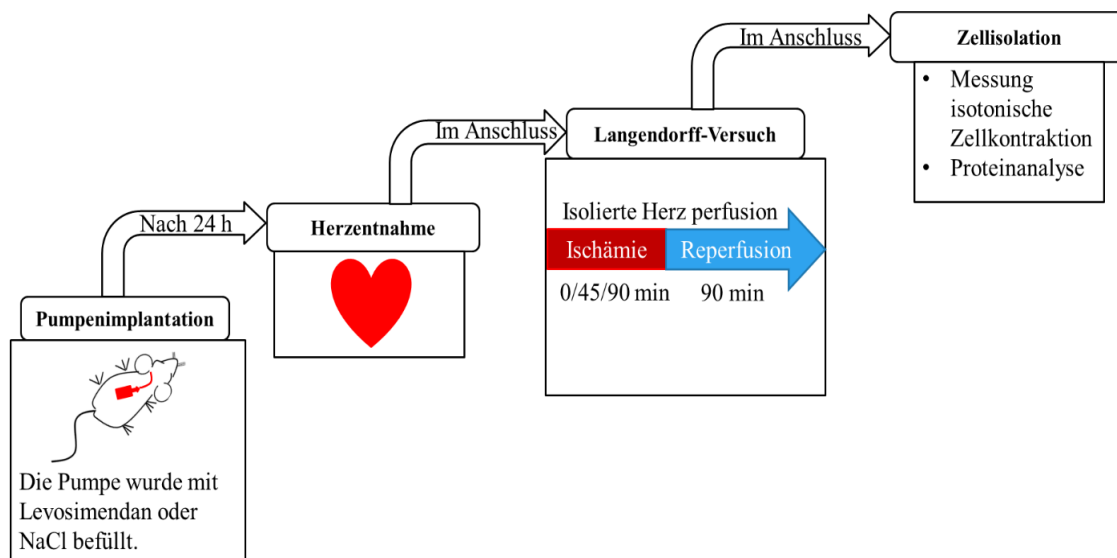 Pumpenimplantation
Die Pumpe wurde mit
Levosimendan oder
NaCl befüllt.
Nach 24 h
Herzentnahme
Im Anschluss
Langendorff-Versuch
Isolierte Herz perfusion
Ischämie
Reperfusion
0/45/90 min
90 min
Im Anschluss
Zellisolation
• Messung
isotonische
Zellkontraktion
• Proteinanalyse